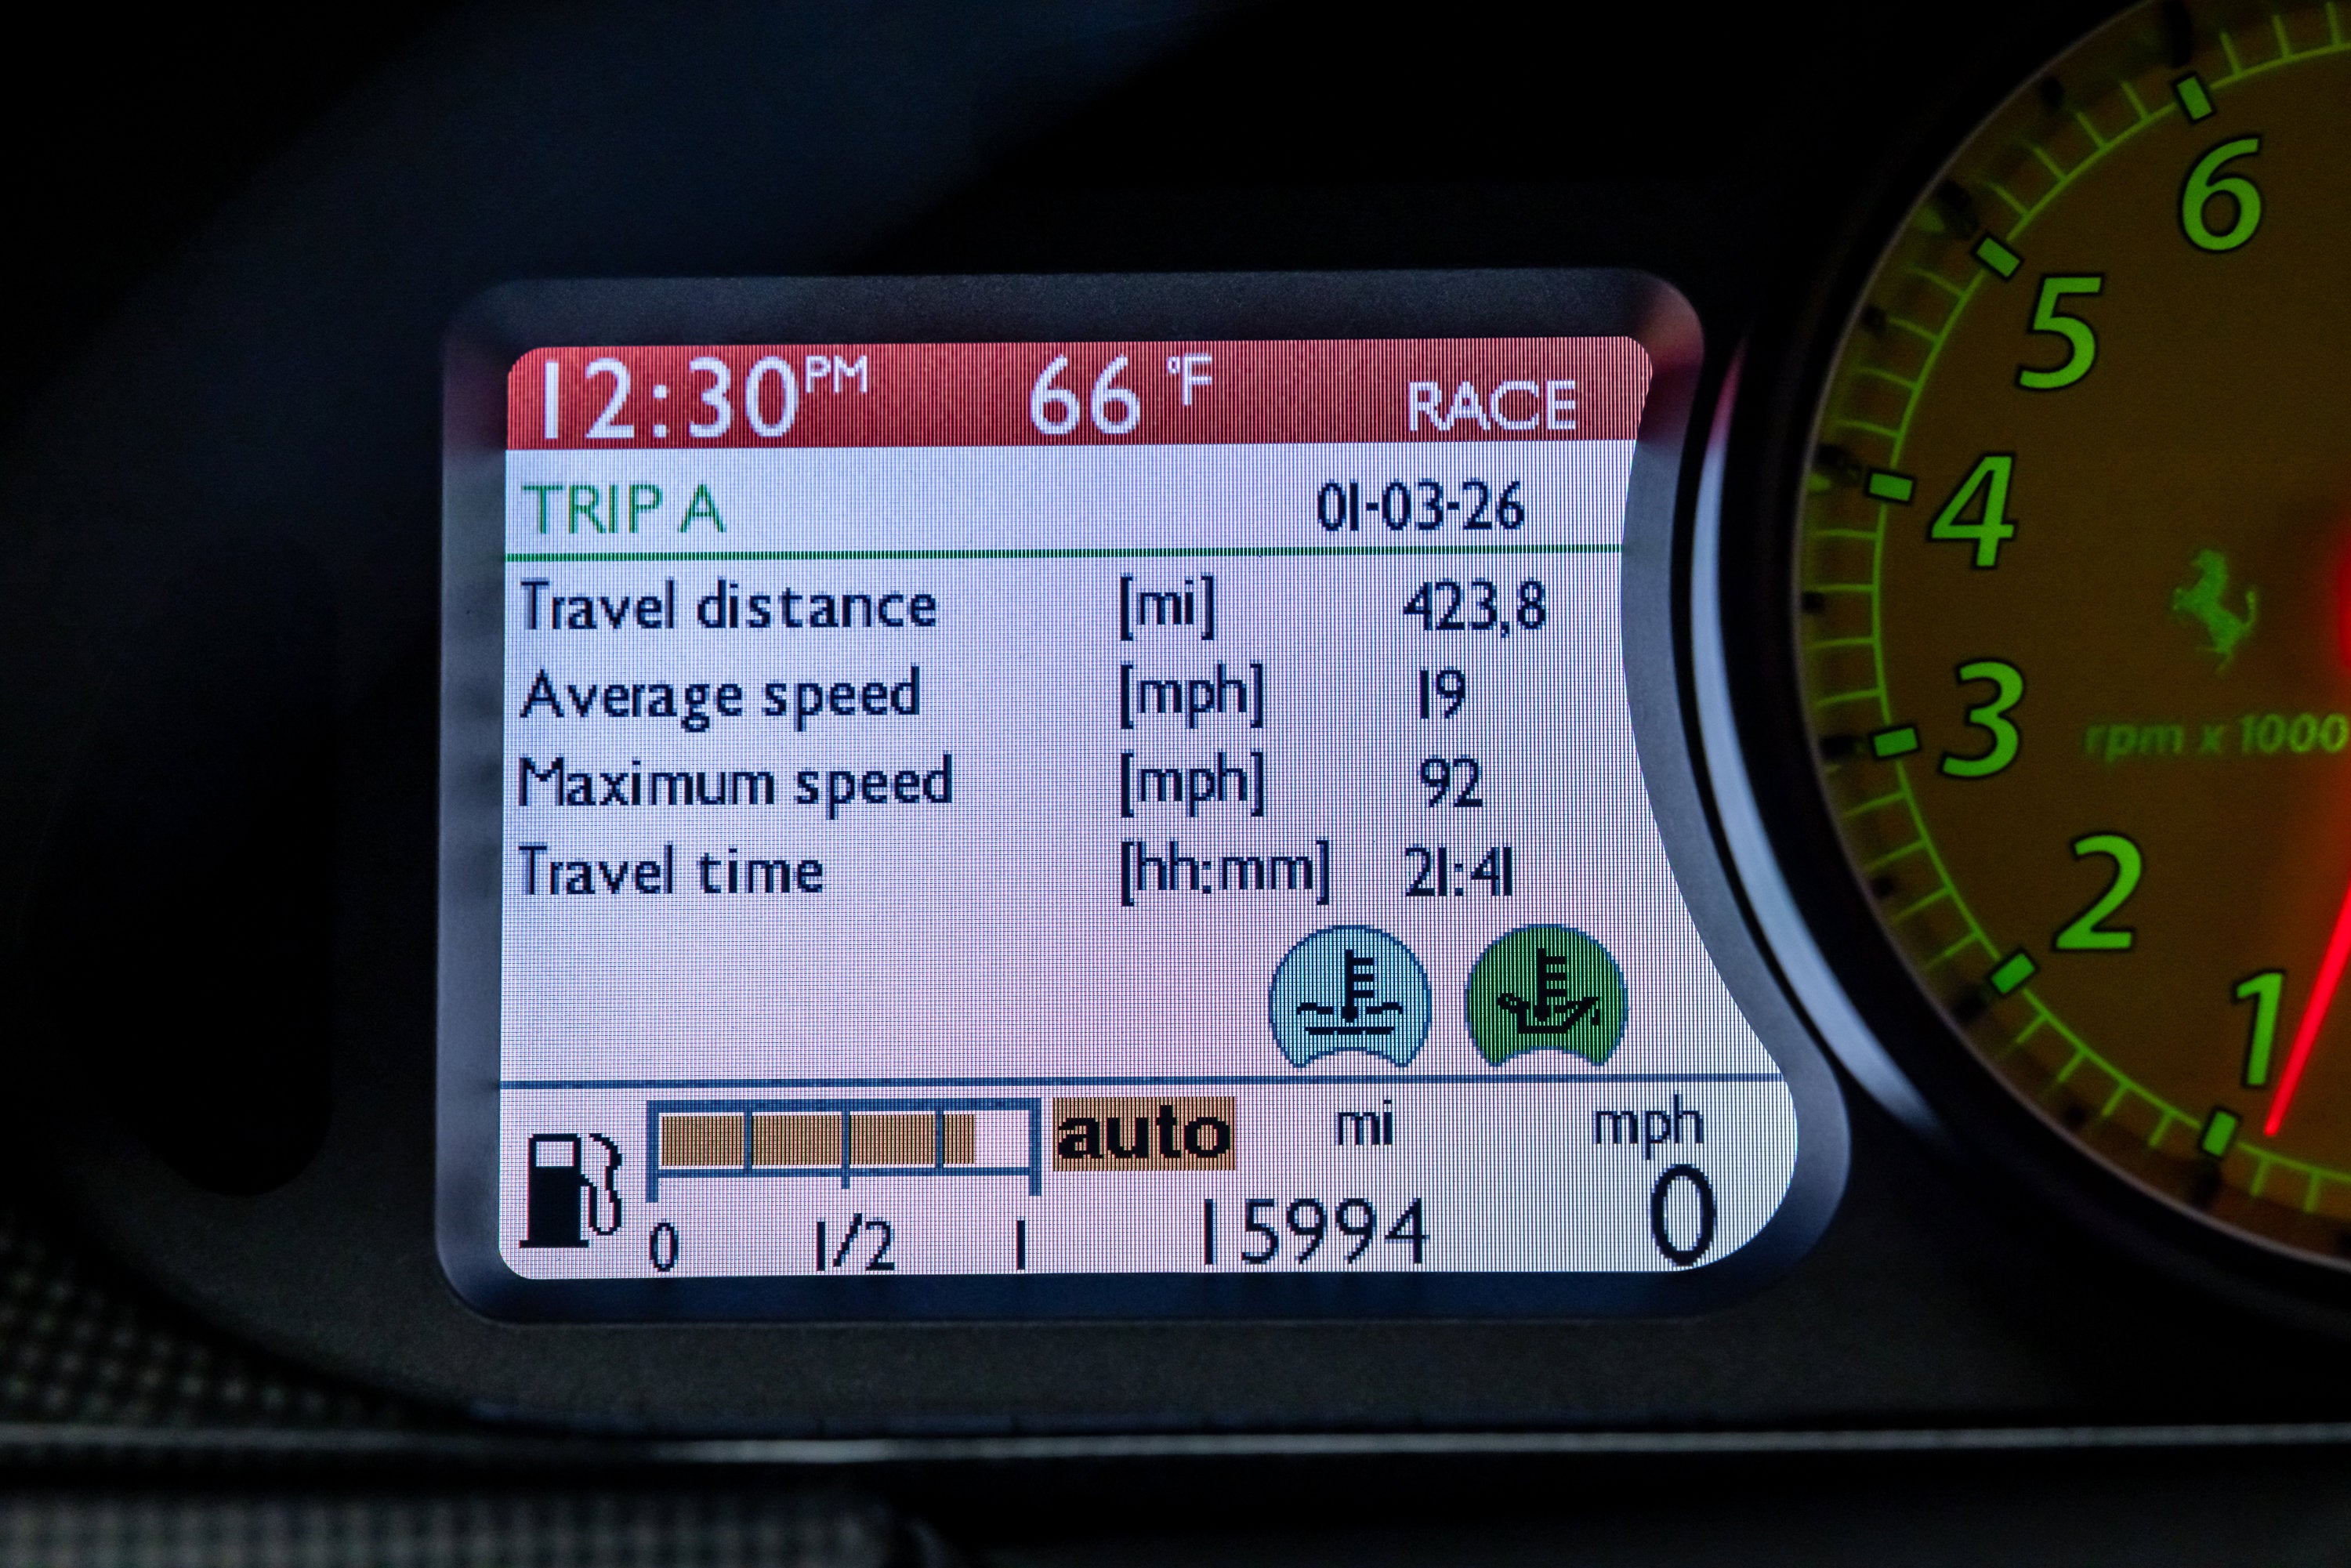 12:30 PM 66 °F RACE
TRIP A 01-03-26
Travel distance [mi] 423,8
Average speed [mph] 19
Maximum speed [mph] 92
Travel time [hh:mm] 21:41
auto mi mph
0 1/2 1 15994 0
6
5
4
3
rpm x 1000
2
1